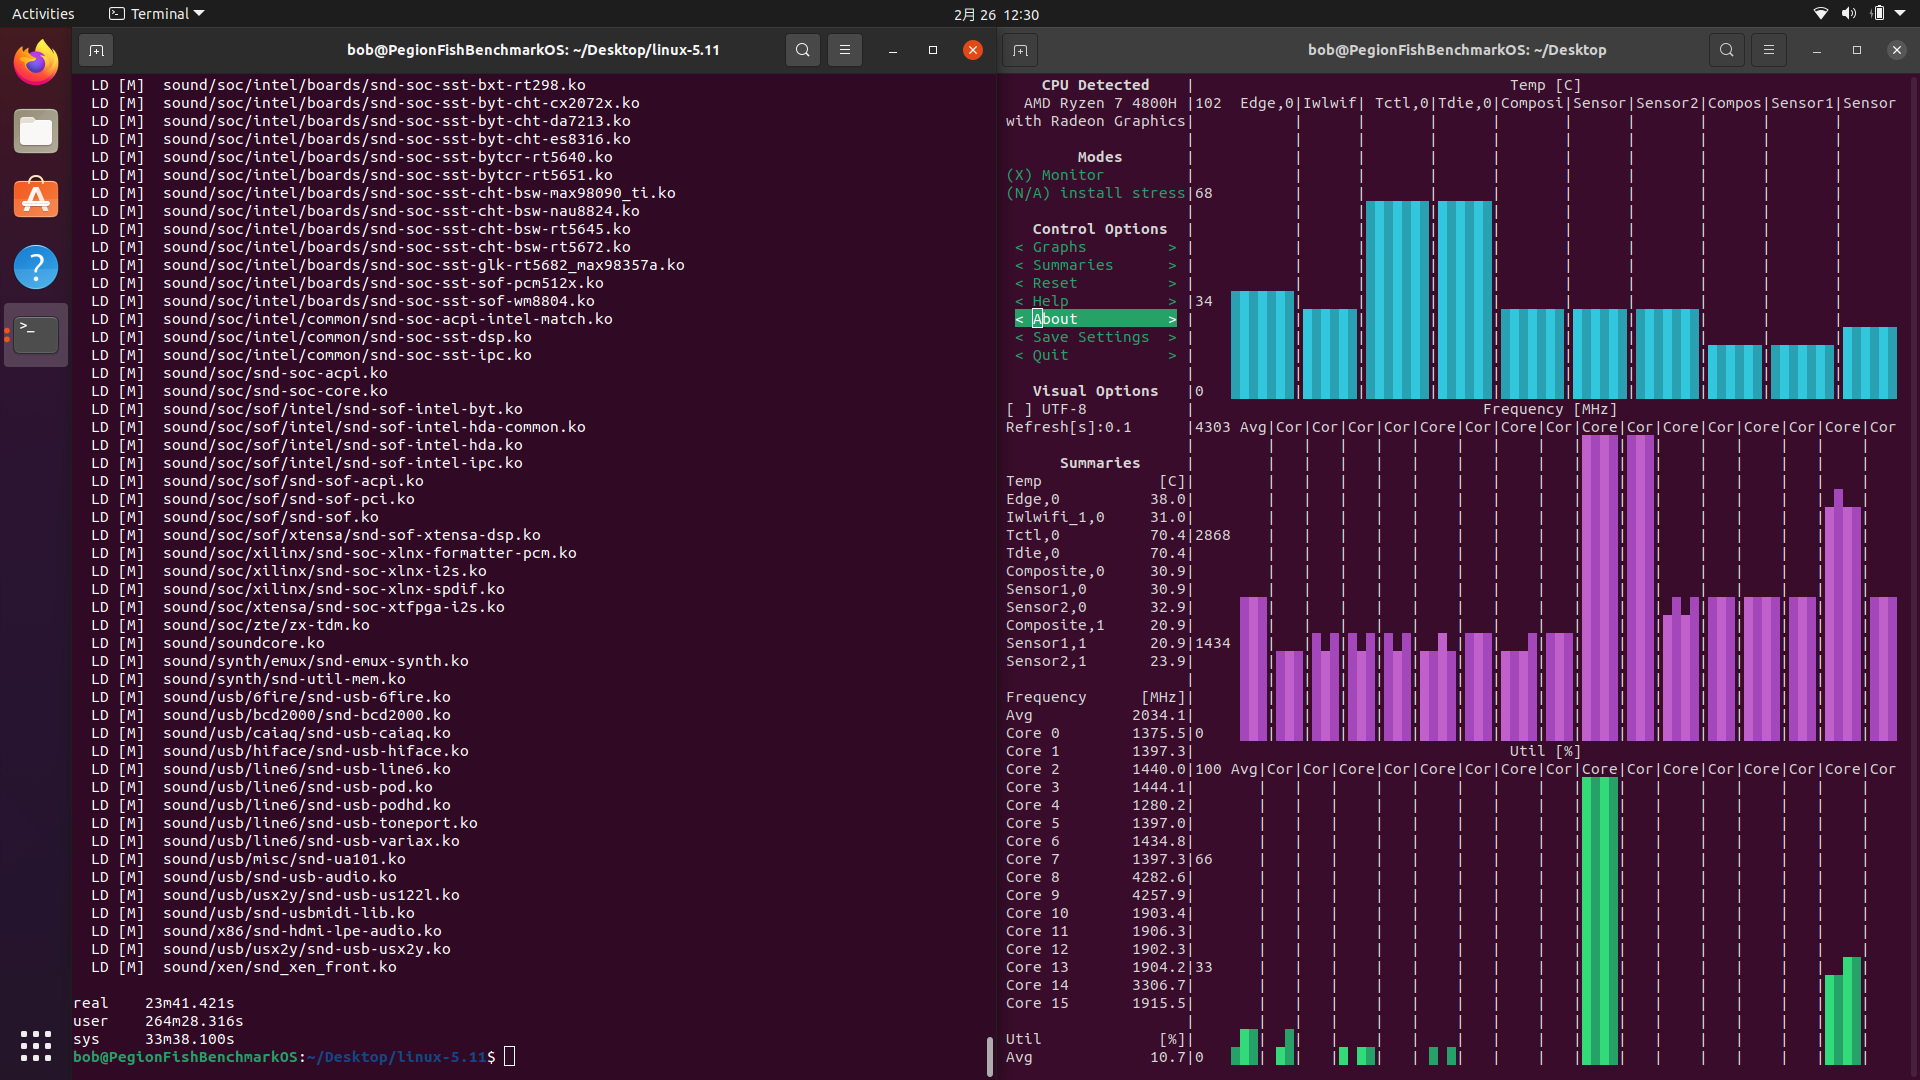 Activities
Terminal
2月 26 12:30
bob@PegionFishBenchmarkOS: ~/Desktop/linux-5.11
LD [M] sound/soc/intel/boards/snd-soc-sst-bxt-rt298.ko
LD [M] sound/soc/intel/boards/snd-soc-sst-byt-cht-cx2072x.ko
LD [M] sound/soc/intel/boards/snd-soc-sst-byt-cht-da7213.ko
LD [M] sound/soc/intel/boards/snd-soc-sst-byt-cht-es8316.ko
LD [M] sound/soc/intel/boards/snd-soc-sst-bytcr-rt5640.ko
LD [M] sound/soc/intel/boards/snd-soc-sst-bytcr-rt5651.ko
LD [M] sound/soc/intel/boards/snd-soc-sst-cht-bsw-max98090_ti.ko
LD [M] sound/soc/intel/boards/snd-soc-sst-cht-bsw-nau8824.ko
LD [M] sound/soc/intel/boards/snd-soc-sst-cht-bsw-rt5645.ko
LD [M] sound/soc/intel/boards/snd-soc-sst-cht-bsw-rt5672.ko
LD [M] sound/soc/intel/boards/snd-soc-sst-glk-rt5682_max98357a.ko
LD [M] sound/soc/intel/boards/snd-soc-sst-sof-pcm512x.ko
LD [M] sound/soc/intel/boards/snd-soc-sst-sof-wm8804.ko
LD [M] sound/soc/intel/common/snd-soc-acpi-intel-match.ko
LD [M] sound/soc/intel/common/snd-soc-sst-dsp.ko
LD [M] sound/soc/intel/common/snd-soc-sst-ipc.ko
LD [M] sound/soc/snd-soc-acpi.ko
LD [M] sound/soc/snd-soc-core.ko
LD [M] sound/soc/sof/intel/snd-sof-intel-byt.ko
LD [M] sound/soc/sof/intel/snd-sof-intel-hda-common.ko
LD [M] sound/soc/sof/intel/snd-sof-intel-hda.ko
LD [M] sound/soc/sof/intel/snd-sof-intel-ipc.ko
LD [M] sound/soc/sof/snd-sof-acpi.ko
LD [M] sound/soc/sof/snd-sof-pci.ko
LD [M] sound/soc/sof/snd-sof.ko
LD [M] sound/soc/sof/xtensa/snd-sof-xtensa-dsp.ko
LD [M] sound/soc/xilinx/snd-soc-xlnx-formatter-pcm.ko
LD [M] sound/soc/xilinx/snd-soc-xlnx-i2s.ko
LD [M] sound/soc/xilinx/snd-soc-xlnx-spdif.ko
LD [M] sound/soc/xtensa/snd-soc-xtfpga-i2s.ko
LD [M] sound/soc/zte/zx-tdm.ko
LD [M] sound/soundcore.ko
LD [M] sound/synth/emux/snd-emux-synth.ko
LD [M] sound/synth/snd-util-mem.ko
LD [M] sound/usb/6fire/snd-usb-6fire.ko
LD [M] sound/usb/bcd2000/snd-bcd2000.ko
LD [M] sound/usb/caiaq/snd-usb-caiaq.ko
LD [M] sound/usb/hiface/snd-usb-hiface.ko
LD [M] sound/usb/line6/snd-usb-line6.ko
LD [M] sound/usb/line6/snd-usb-pod.ko
LD [M] sound/usb/line6/snd-usb-podhd.ko
LD [M] sound/usb/line6/snd-usb-toneport.ko
LD [M] sound/usb/line6/snd-usb-variax.ko
LD [M] sound/usb/misc/snd-ua101.ko
LD [M] sound/usb/snd-usb-audio.ko
LD [M] sound/usb/usx2y/snd-usb-us122l.ko
LD [M] sound/usb/snd-usbmidi-lib.ko
LD [M] sound/x86/snd-hdmi-lpe-audio.ko
LD [M] sound/usb/usx2y/snd-usb-usx2y.ko
LD [M] sound/xen/snd_xen_front.ko
real 23m41.421s
user 264m28.316s
sys 33m38.100s
bob@PegionFishBenchmarkOS:~/Desktop/linux-5.11$
bob@PegionFishBenchmarkOS: ~/Desktop
CPU Detected
AMD Ryzen 7 4800H
with Radeon Graphics
Modes
(X) Monitor
(N/A) install stress
Control Options
< Graphs >
< Summaries >
< Reset >
< Help >
< About >
< Save Settings >
< Quit >
Visual Options
[ ] UTF-8
Refresh[s]:0.1
Summaries
Temp [C]
Edge,0 38.0
Iwlwifi_1,0 31.0
Tctl,0 70.4
Tdie,0 70.4
Composite,0 30.9
Sensor1,0 30.9
Sensor2,0 32.9
Composite,1 20.9
Sensor1,1 20.9
Sensor2,1 23.9
Frequency [MHz]
Avg 2034.1
Core 0 1375.5
Core 1 1397.3
Core 2 1440.0
Core 3 1444.1
Core 4 1280.2
Core 5 1397.0
Core 6 1434.8
Core 7 1397.3
Core 8 4282.6
Core 9 4257.9
Core 10 1903.4
Core 11 1906.3
Core 12 1902.3
Core 13 1904.2
Core 14 3306.7
Core 15 1915.5
Util [%]
Avg 10.7
Temp [C]
102 Edge,0|Iwlwif| Tctl,0|Tdie,0|Composi|Sensor|Sensor2|Compos|Sensor1|Sensor
68
34
0
Frequency [MHz]
4303 Avg|Cor|Cor|Cor|Cor|Core|Cor|Core|Cor|Core|Cor|Core|Cor|Core|Cor|Core|Cor
2868
1434
0
Util [%]
100 Avg|Cor|Cor|Core|Cor|Core|Cor|Core|Cor|Core|Cor|Core|Cor|Core|Cor|Core|Cor
66
33
0